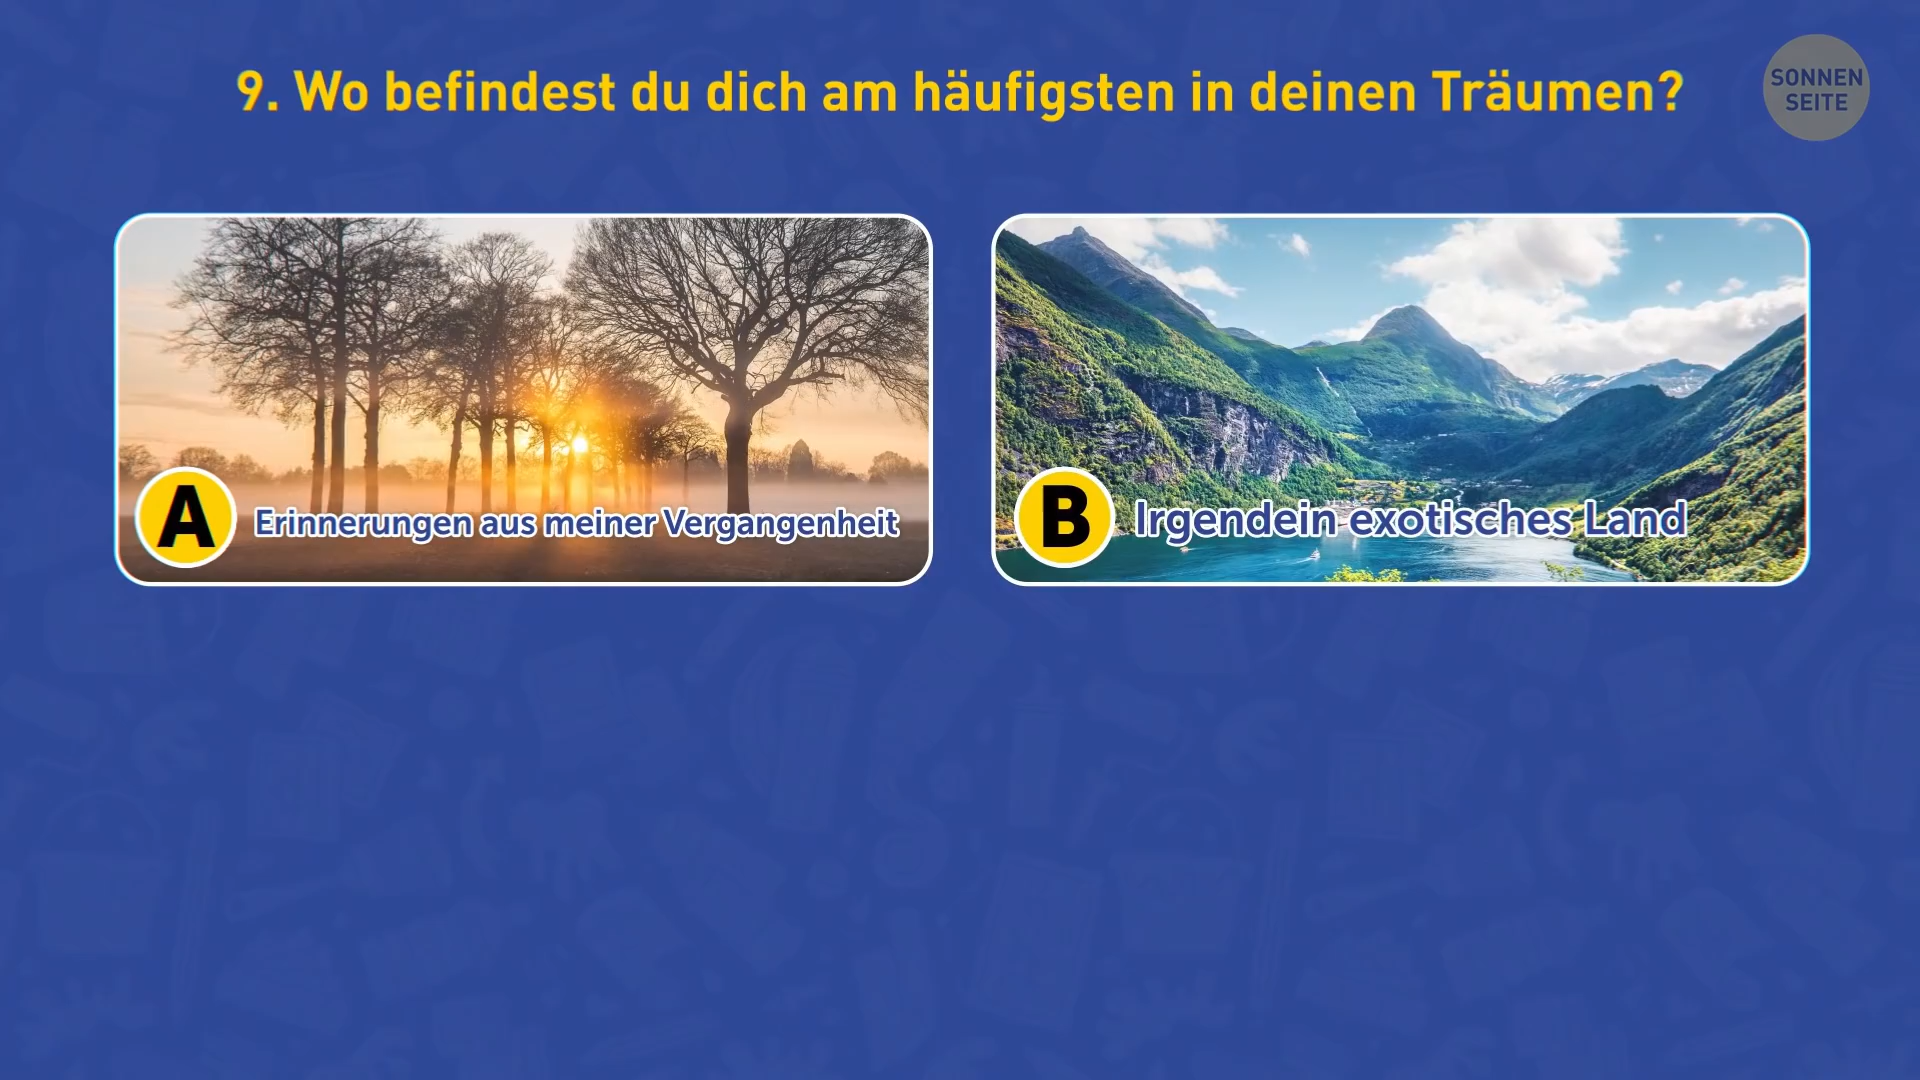 9. Wo befindest du dich am häufigsten in deinen Träumen?
SONNEN
SEITE
A
Erinnerungen aus meiner Vergangenheit
B
Irgendein exotisches Land